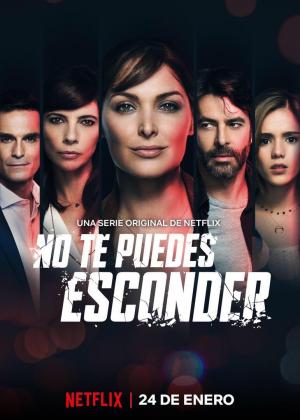 UNA SERIE ORIGINAL DE NETFLIX
NO TE PUEDES
ESCONDER
NETFLIX | 24 DE ENERO